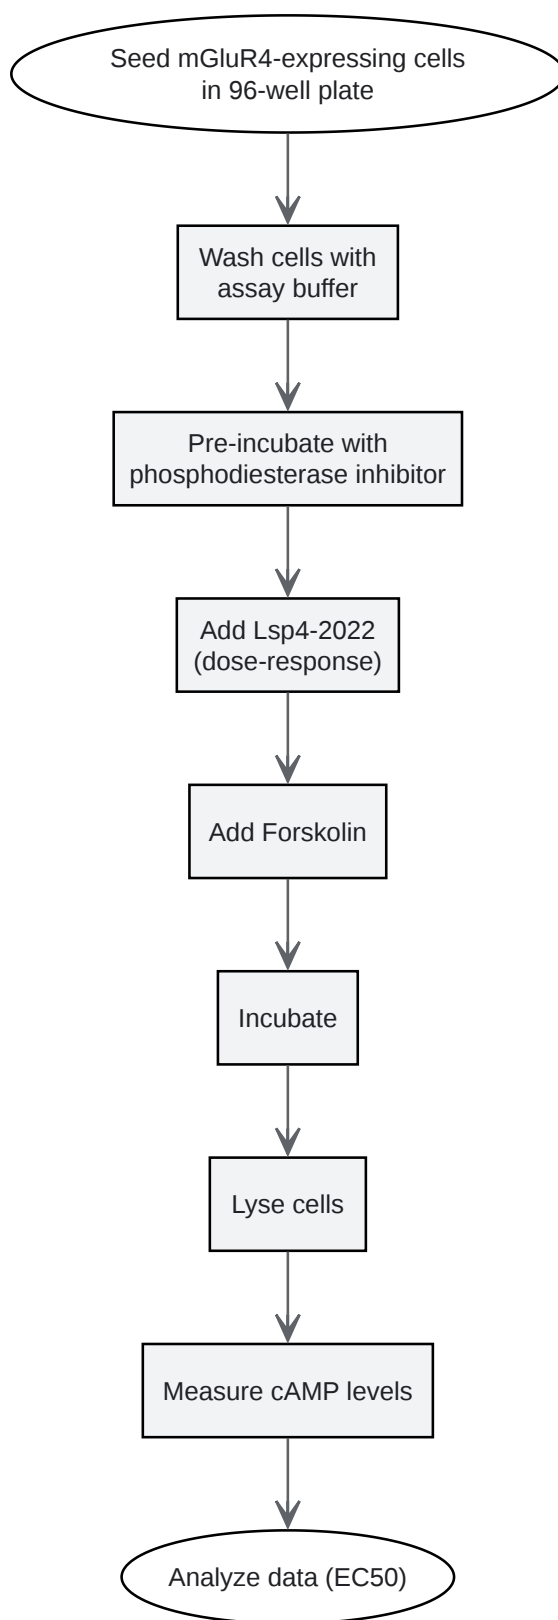 Seed mGluR4-expressing cells
in 96-well plate
Wash cells with
assay buffer
Pre-incubate with
phosphodiesterase inhibitor
Add Lsp4-2022
(dose-response)
Add Forskolin
Incubate
Lyse cells
Measure cAMP levels
Analyze data (EC50)